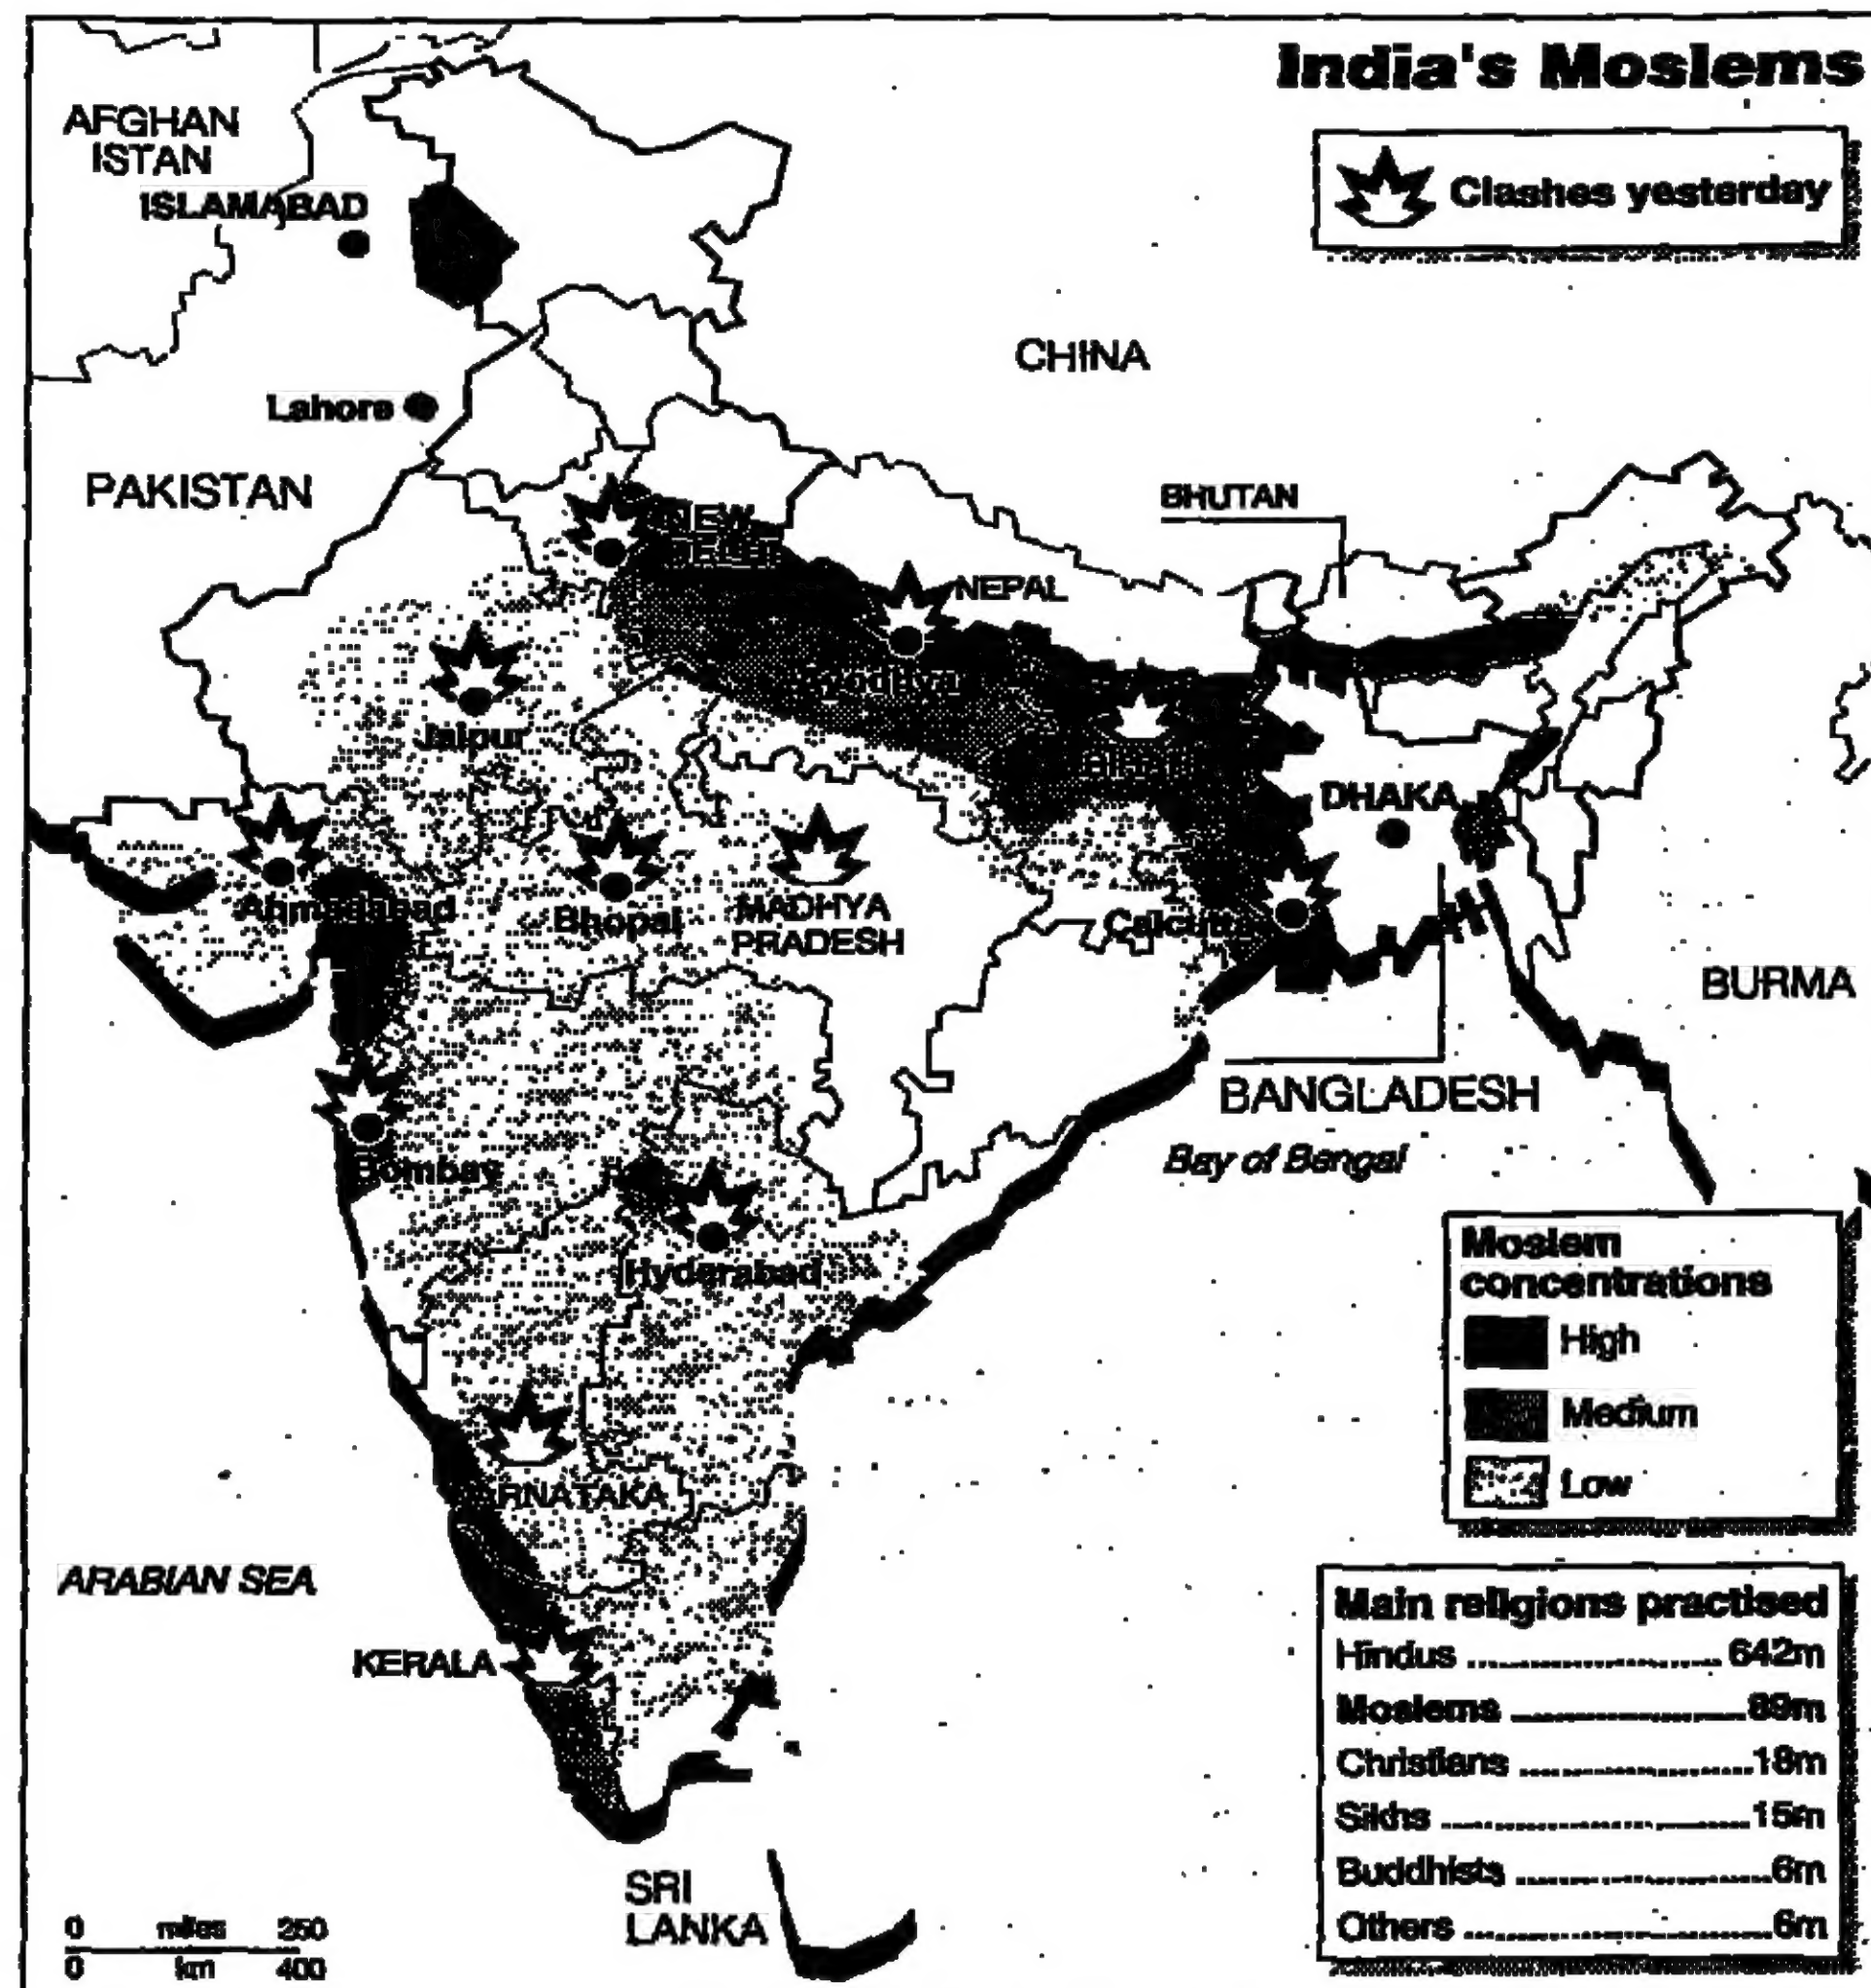 India's Moslems
Clashes yesterday
AFGHAN
ISTAN
ISLAMABAD
CHINA
Lahore
PAKISTAN
BHUTAN
NEW
DELHI
NEPAL
Jaipur
DHAKA
Ahmedabad
Bhopal
MADHYA
PRADESH
Calcutta
BURMA
BANGLADESH
Bay of Bengal
Bombay
Hyderabad
Moslem
concentrations
High
Medium
Low
RNATAKA
ARABIAN SEA
KERALA
Main religions practised
Hindus 642m
Moslems 89m
Christians 18m
Sikhs 15m
Buddhists 6m
Others 6m
SRI
LANKA
0 miles 250
0 km 400